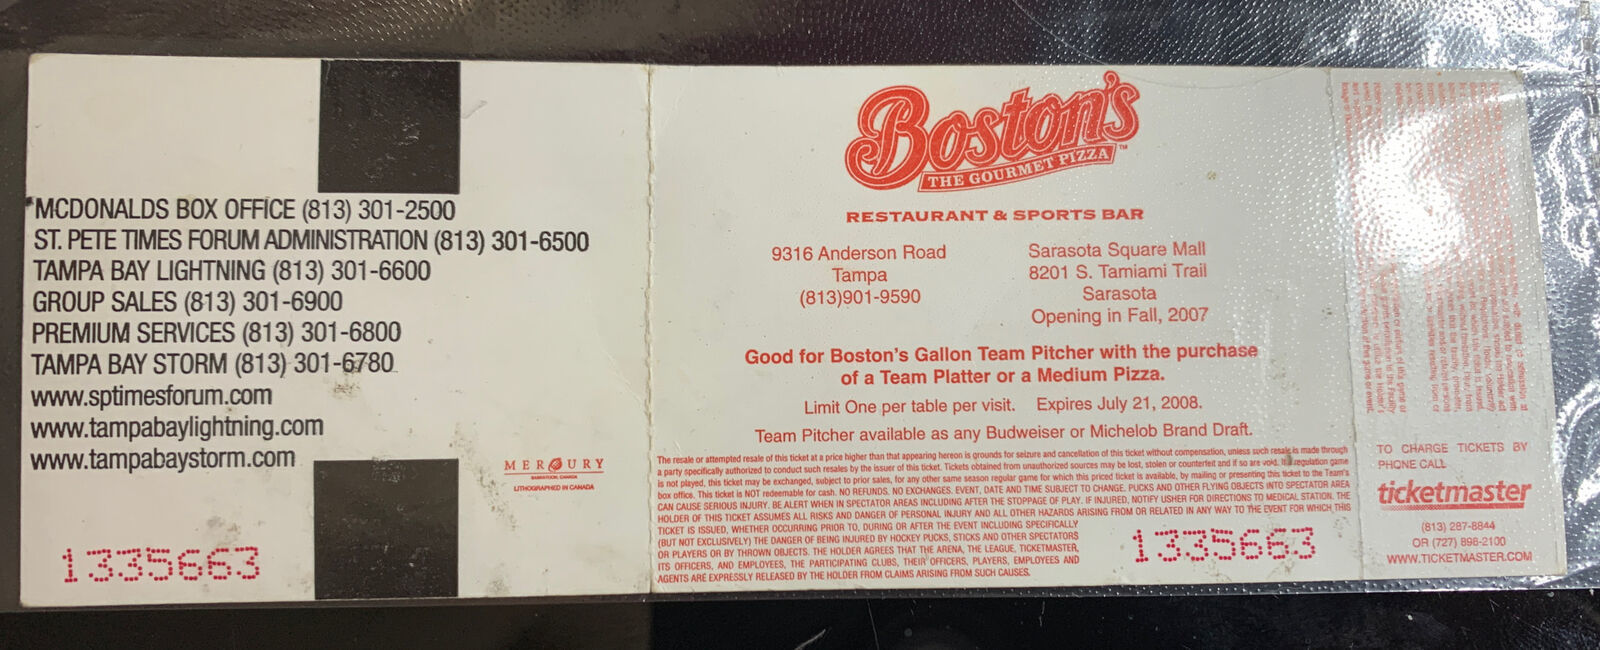 MCDONALDS BOX OFFICE (813) 301-2500
ST. PETE TIMES FORUM ADMINISTRATION (813) 301-6500
TAMPA BAY LIGHTNING (813) 301-6600
GROUP SALES (813) 301-6900
PREMIUM SERVICES (813) 301-6800
TAMPA BAY STORM (813) 301-6780
www.sptimesforum.com
www.tampabaylightning.com
www.tampabaystorm.com
MERCURY
SASKATOON, CANADA
LITHOGRAPHED IN CANADA
1335663
Boston's™
THE GOURMET PIZZA
RESTAURANT & SPORTS BAR
9316 Anderson Road
Tampa
(813)901-9590
Sarasota Square Mall
8201 S. Tamiami Trail
Sarasota
Opening in Fall, 2007
Good for Boston's Gallon Team Pitcher with the purchase
of a Team Platter or a Medium Pizza.
Limit One per table per visit. Expires July 21, 2008.
Team Pitcher available as any Budweiser or Michelob Brand Draft.
The resale or attempted resale of this ticket at a price higher than that appearing hereon is grounds for seizure and cancellation of this ticket without compensation, unless such resale is made through
a party specifically authorized to conduct such resales by the issuer of this ticket. Tickets obtained from unauthorized sources may be lost, stolen or counterfeit and if so are void. If a regulation game
is not played, this ticket may be exchanged, subject to prior sales, for any other same season regular game for which this priced ticket is available, by mailing or presenting this ticket to the Team's
box office. This ticket is NOT redeemable for cash. NO REFUNDS. NO EXCHANGES. EVENT, DATE AND TIME SUBJECT TO CHANGE. PUCKS AND OTHER FLYING OBJECTS INTO SPECTATOR AREA
CAN CAUSE SERIOUS INJURY. BE ALERT WHEN IN SPECTATOR AREAS INCLUDING AFTER THE STOPPAGE OF PLAY. IF INJURED, NOTIFY USHER FOR DIRECTIONS TO MEDICAL STATION. THE
HOLDER OF THIS TICKET ASSUMES ALL RISKS AND DANGER OF PERSONAL INJURY AND ALL OTHER HAZARDS ARISING FROM OR RELATED IN ANY WAY TO THE EVENT FOR WHICH THIS
TICKET IS ISSUED, WHETHER OCCURRING PRIOR TO, DURING OR AFTER THE EVENT INCLUDING SPECIFICALLY
(BUT NOT EXCLUSIVELY) THE DANGER OF BEING INJURED BY HOCKEY PUCKS, STICKS AND OTHER SPECTATORS
OR PLAYERS OR BY THROWN OBJECTS. THE HOLDER AGREES THAT THE ARENA, THE LEAGUE, TICKETMASTER,
ITS OFFICERS, AND EMPLOYEES, THE PARTICIPATING CLUBS, THEIR OFFICERS, PLAYERS, EMPLOYEES AND
AGENTS ARE EXPRESSLY RELEASED BY THE HOLDER FROM CLAIMS ARISING FROM SUCH CAUSES.
1335663
TO CHARGE TICKETS BY
PHONE CALL
ticketmaster
(813) 287-8844
OR (727) 898-2100
WWW.TICKETMASTER.COM